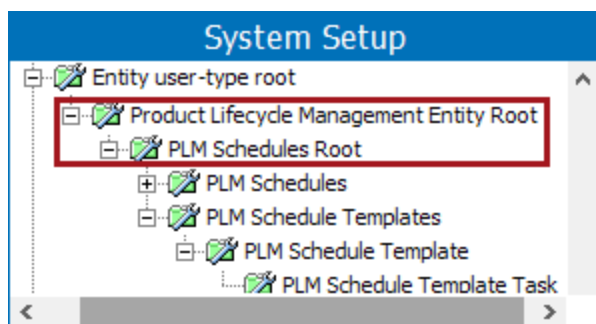 System Setup
Entity user-type root
Product Lifecycle Management Entity Root
PLM Schedules Root
PLM Schedules
PLM Schedule Templates
PLM Schedule Template
PLM Schedule Template Task